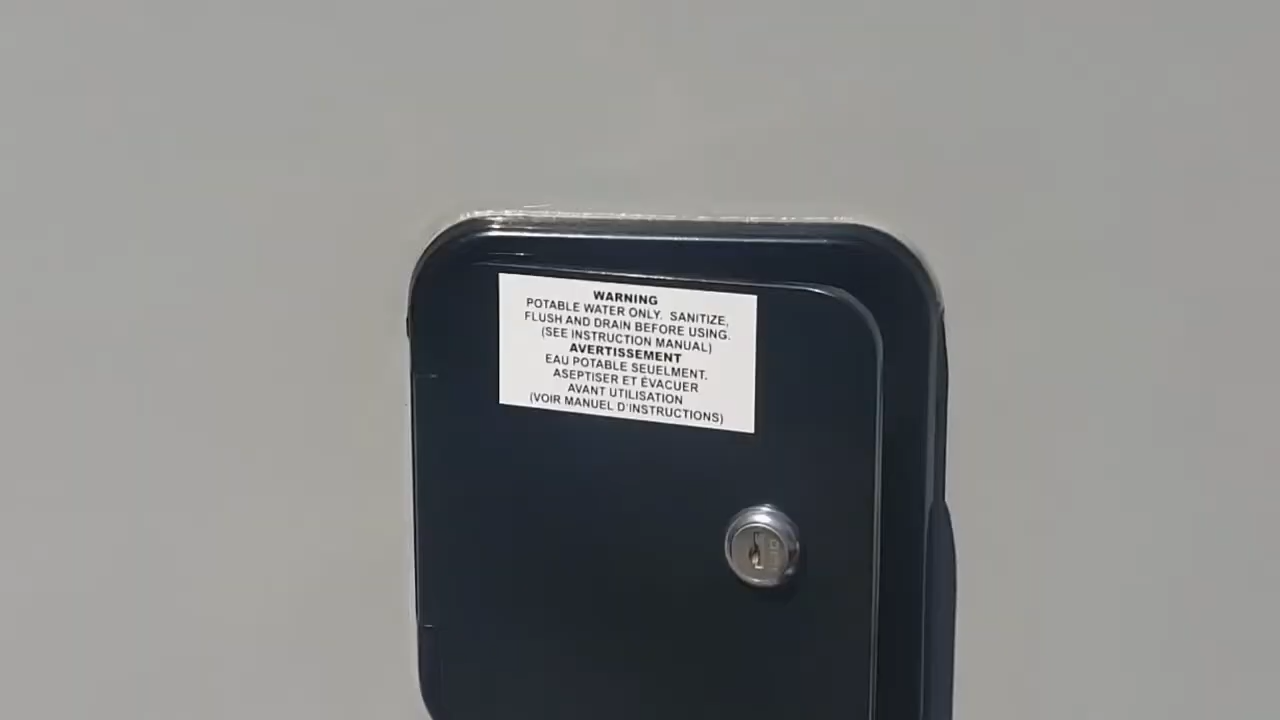 WARNING
POTABLE WATER ONLY. SANITIZE,
FLUSH AND DRAIN BEFORE USING.
(SEE INSTRUCTION MANUAL)
AVERTISSEMENT
EAU POTABLE SEUELMENT.
ASEPTISER ET ÉVACUER
AVANT UTILISATION
(VOIR MANUEL D'INSTRUCTIONS)